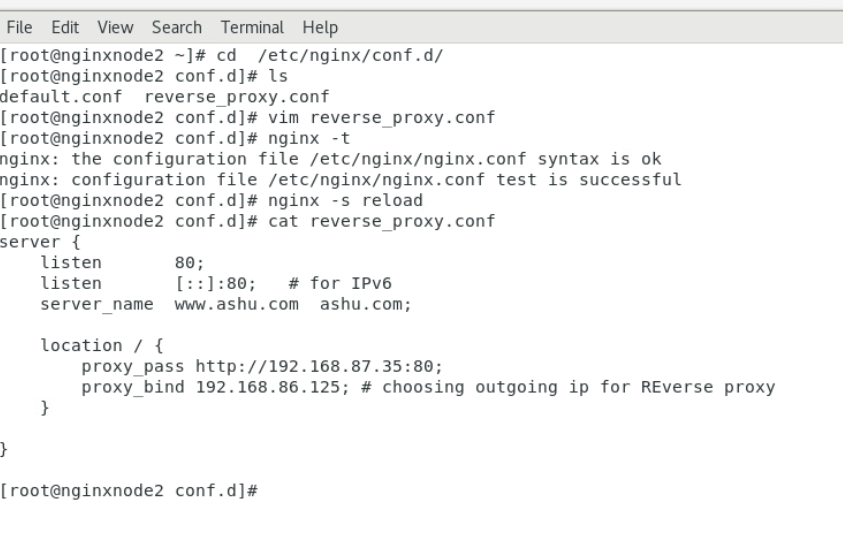 File Edit View Search Terminal Help
[root@nginxnode2 ~]# cd  /etc/nginx/conf.d/
[root@nginxnode2 conf.d]# ls
default.conf  reverse_proxy.conf
[root@nginxnode2 conf.d]# vim reverse_proxy.conf
[root@nginxnode2 conf.d]# nginx -t
nginx: the configuration file /etc/nginx/nginx.conf syntax is ok
nginx: configuration file /etc/nginx/nginx.conf test is successful
[root@nginxnode2 conf.d]# nginx -s reload
[root@nginxnode2 conf.d]# cat reverse_proxy.conf
server {
    listen       80;
    listen       [::]:80;   # for IPv6
    server_name  www.ashu.com  ashu.com;

    location / {
        proxy_pass http://192.168.87.35:80;
        proxy_bind 192.168.86.125; # choosing outgoing ip for REverse proxy
    }

}

[root@nginxnode2 conf.d]#